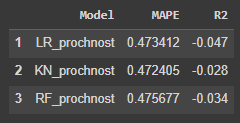 Model MAPE R2
1 LR_prochnost 0.473412 -0.047
2 KN_prochnost 0.472405 -0.028
3 RF_prochnost 0.475677 -0.034